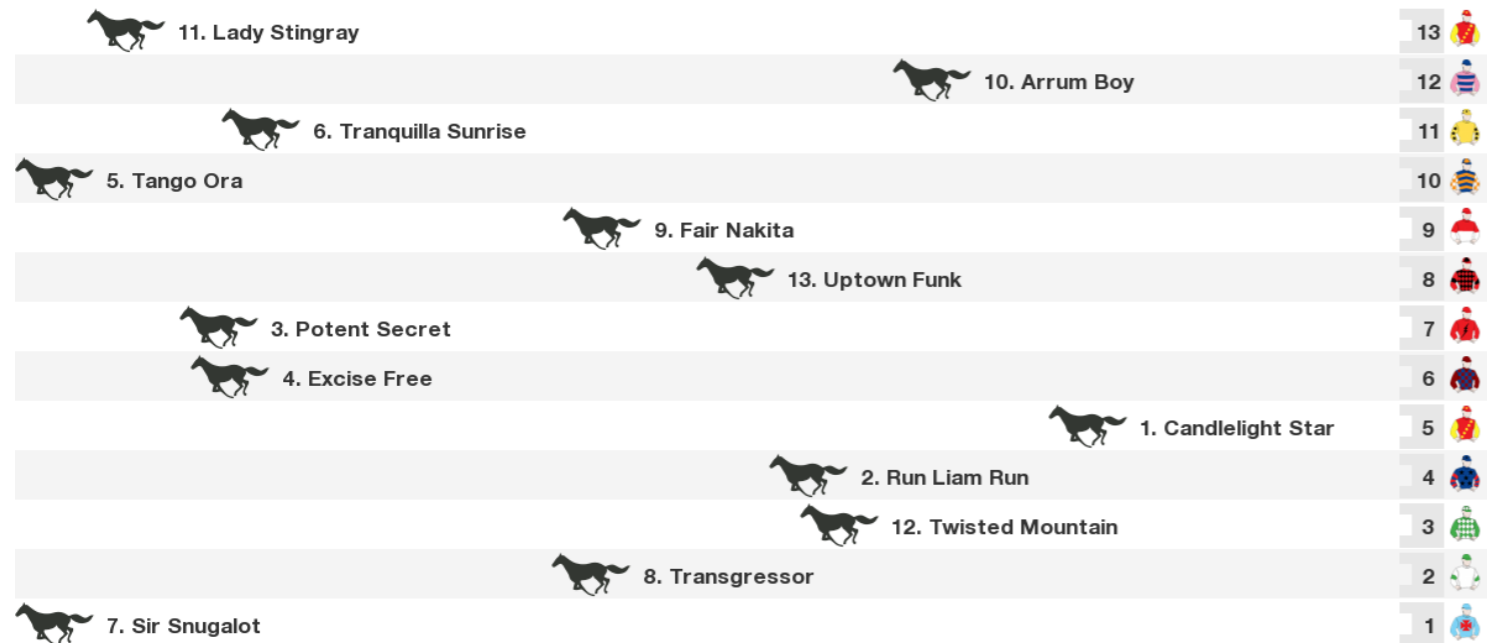 11. Lady Stingray 13
10. Arrum Boy 12
6. Tranquilla Sunrise 11
5. Tango Ora 10
9. Fair Nakita 9
13. Uptown Funk 8
3. Potent Secret 7
4. Excise Free 6
1. Candlelight Star 5
2. Run Liam Run 4
12. Twisted Mountain 3
8. Transgressor 2
7. Sir Snugalot 1